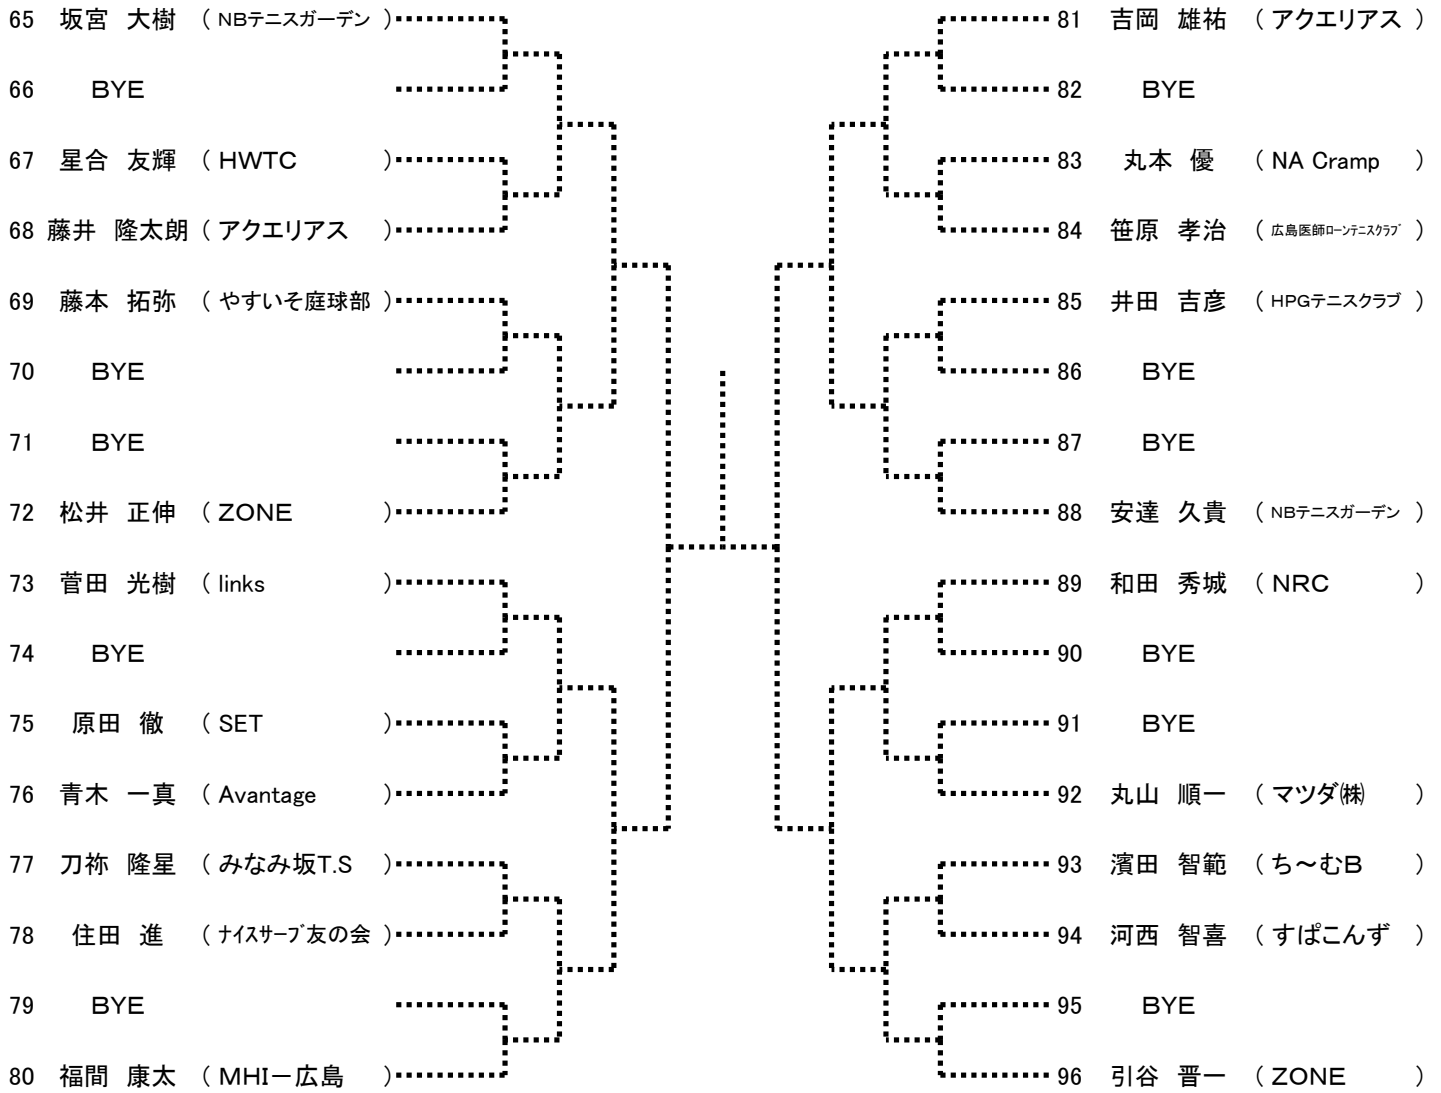 65 坂宮 大樹 ( NBテニスガーデン )
66 BYE
67 星合 友輝 ( HWTC )
68 藤井 隆太朗 ( アクエリアス )
69 藤本 拓弥 ( やすいそ庭球部 )
70 BYE
71 BYE
72 松井 正伸 ( ZONE )
73 菅田 光樹 ( links )
74 BYE
75 原田 徹 ( SET )
76 青木 一真 ( Avantage )
77 刀祢 隆星 ( みなみ坂T.S )
78 住田 進 ( ﾅｲｽｻｰﾌﾞ友の会 )
79 BYE
80 福間 康太 ( MHI－広島 )
81 吉岡 雄祐 ( アクエリアス )
82 BYE
83 丸本 優 ( NA Cramp )
84 笹原 孝治 ( 広島医師ﾛｰﾝﾃﾆｽｸﾗﾌﾞ )
85 井田 吉彦 ( HPGテニスクラブ )
86 BYE
87 BYE
88 安達 久貴 ( NBテニスガーデン )
89 和田 秀城 ( NRC )
90 BYE
91 BYE
92 丸山 順一 ( マツダ㈱ )
93 濱田 智範 ( ち～むB )
94 河西 智喜 ( すぱこんず )
95 BYE
96 引谷 晋一 ( ZONE )